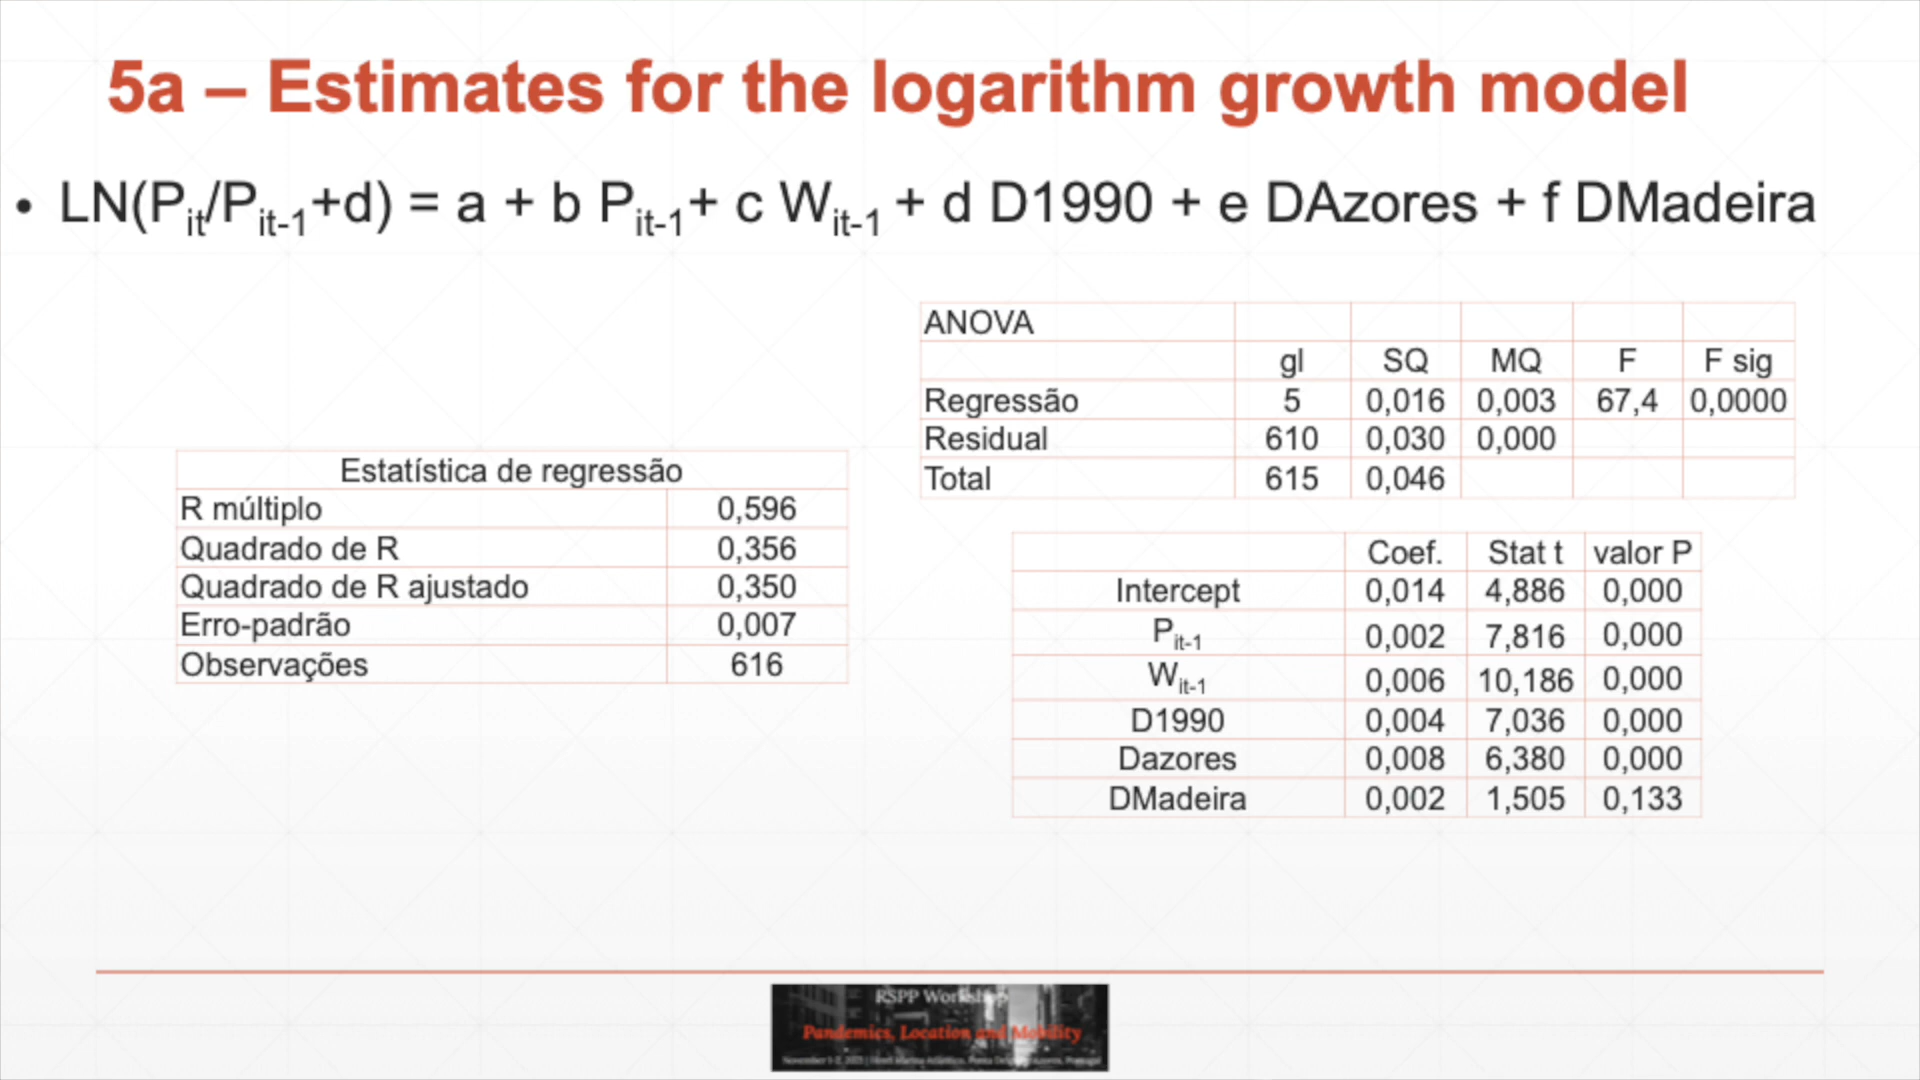 5a – Estimates for the logarithm growth model
• LN(Pit/Pit-1+d) = a + b Pit-1+ c Wit-1 + d D1990 + e DAzores + f DMadeira
ANOVA
gl SQ MQ F F sig
Regressão 5 0,016 0,003 67,4 0,0000
Residual 610 0,030 0,000
Total 615 0,046
Estatística de regressão
R múltiplo 0,596
Quadrado de R 0,356
Quadrado de R ajustado 0,350
Erro-padrão 0,007
Observações 616
Coef. Stat t valor P
Intercept 0,014 4,886 0,000
Pit-1 0,002 7,816 0,000
Wit-1 0,006 10,186 0,000
D1990 0,004 7,036 0,000
Dazores 0,008 6,380 0,000
DMadeira 0,002 1,505 0,133
RSPP Workshop
Pandemics, Location and Mobility